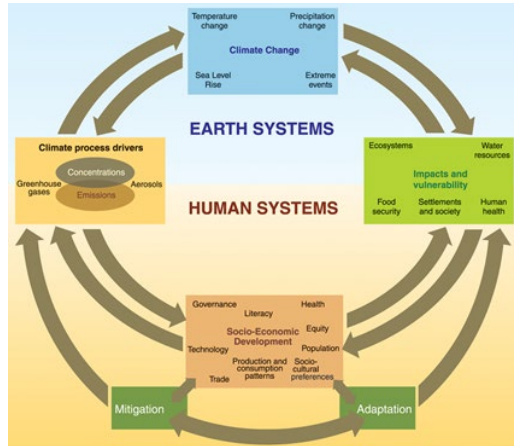 Temperature
change
Precipitation
change
Climate Change
Sea Level
Rise
Extreme
events
EARTH SYSTEMS
Climate process drivers
Concentrations
Greenhouse
gases
Aerosols
Emissions
Ecosystems
Water
resources
Impacts and
vulnerability
Food
security
Settlements
and society
Human
health
HUMAN SYSTEMS
Governance
Literacy
Health
Equity
Socio-Economic
Development
Technology
Population
Production and
consumption
patterns
Socio-
cultural
preferences
Trade
Mitigation
Adaptation